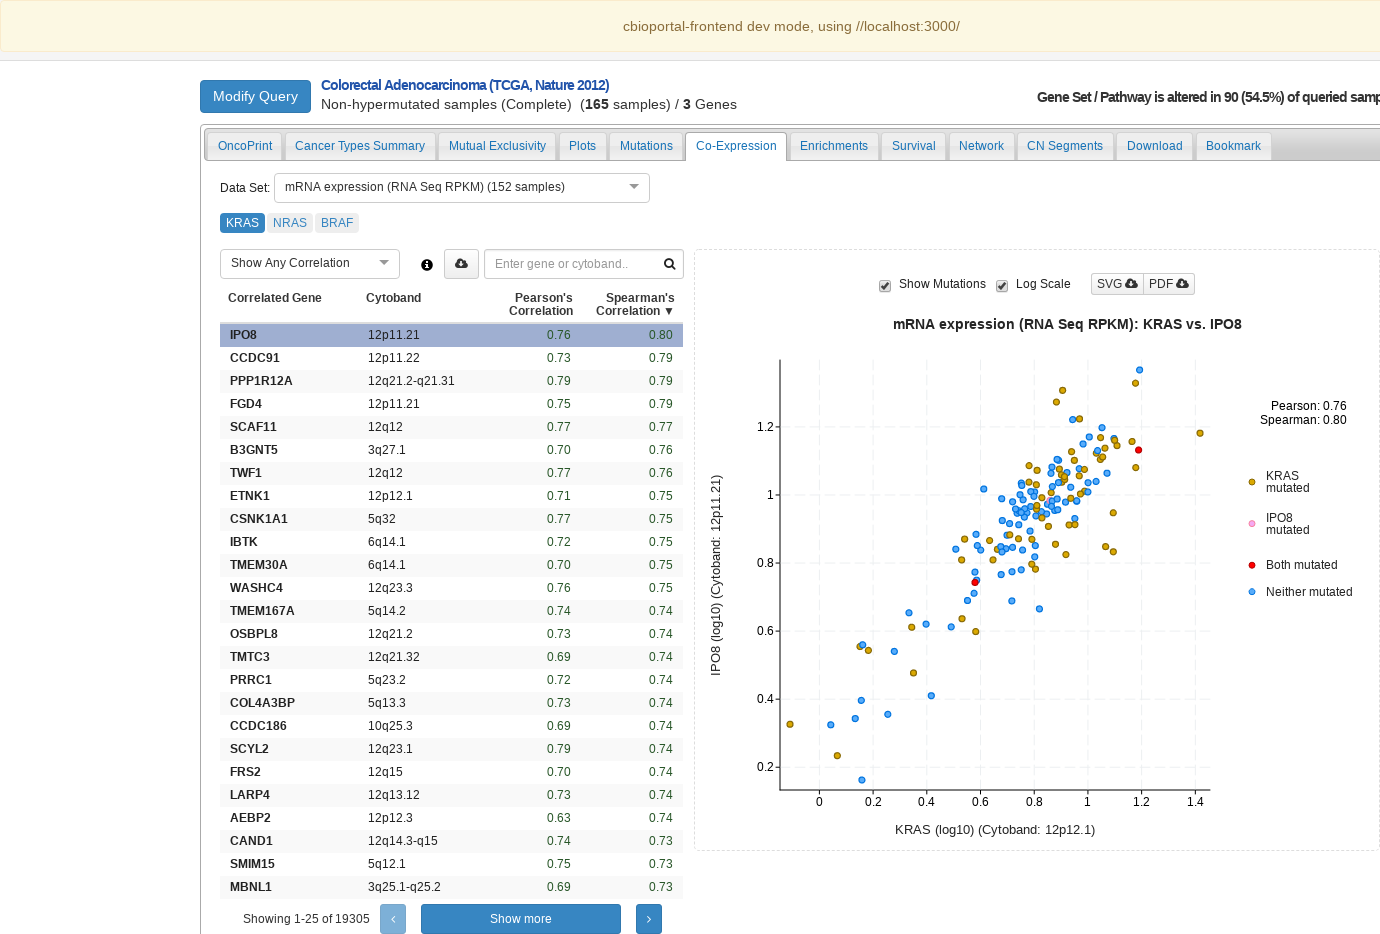 cbioportal-frontend dev mode, using //localhost:3000/
Modify Query
Colorectal Adenocarcinoma (TCGA, Nature 2012)
Non-hypermutated samples (Complete) (165 samples) / 3 Genes
Gene Set / Pathway is altered in 90 (54.5%) of queried samp
OncoPrint Cancer Types Summary Mutual Exclusivity Plots Mutations Co-Expression Enrichments Survival Network CN Segments Download Bookmark
Data Set: mRNA expression (RNA Seq RPKM) (152 samples)
KRAS NRAS BRAF
Show Any Correlation Enter gene or cytoband..
Correlated Gene Cytoband Pearson's Correlation Spearman's Correlation ▼
IPO8 12p11.21 0.76 0.80
CCDC91 12p11.22 0.73 0.79
PPP1R12A 12q21.2-q21.31 0.79 0.79
FGD4 12p11.21 0.75 0.79
SCAF11 12q12 0.77 0.77
B3GNT5 3q27.1 0.70 0.76
TWF1 12q12 0.77 0.76
ETNK1 12p12.1 0.71 0.75
CSNK1A1 5q32 0.77 0.75
IBTK 6q14.1 0.72 0.75
TMEM30A 6q14.1 0.70 0.75
WASHC4 12q23.3 0.76 0.75
TMEM167A 5q14.2 0.74 0.74
OSBPL8 12q21.2 0.73 0.74
TMTC3 12q21.32 0.69 0.74
PRRC1 5q23.2 0.72 0.74
COL4A3BP 5q13.3 0.73 0.74
CCDC186 10q25.3 0.69 0.74
SCYL2 12q23.1 0.79 0.74
FRS2 12q15 0.70 0.74
LARP4 12q13.12 0.73 0.74
AEBP2 12p12.3 0.63 0.74
CAND1 12q14.3-q15 0.74 0.73
SMIM15 5q12.1 0.75 0.73
MBNL1 3q25.1-q25.2 0.69 0.73
Showing 1-25 of 19305 ‹ Show more ›
Show Mutations Log Scale SVG PDF
mRNA expression (RNA Seq RPKM): KRAS vs. IPO8
IPO8 (log10) (Cytoband: 12p11.21)
1.2
1
0.8
0.6
0.4
0.2
0 0.2 0.4 0.6 0.8 1 1.2 1.4
KRAS (log10) (Cytoband: 12p12.1)
Pearson: 0.76
Spearman: 0.80
KRAS
mutated
IPO8
mutated
Both mutated
Neither mutated